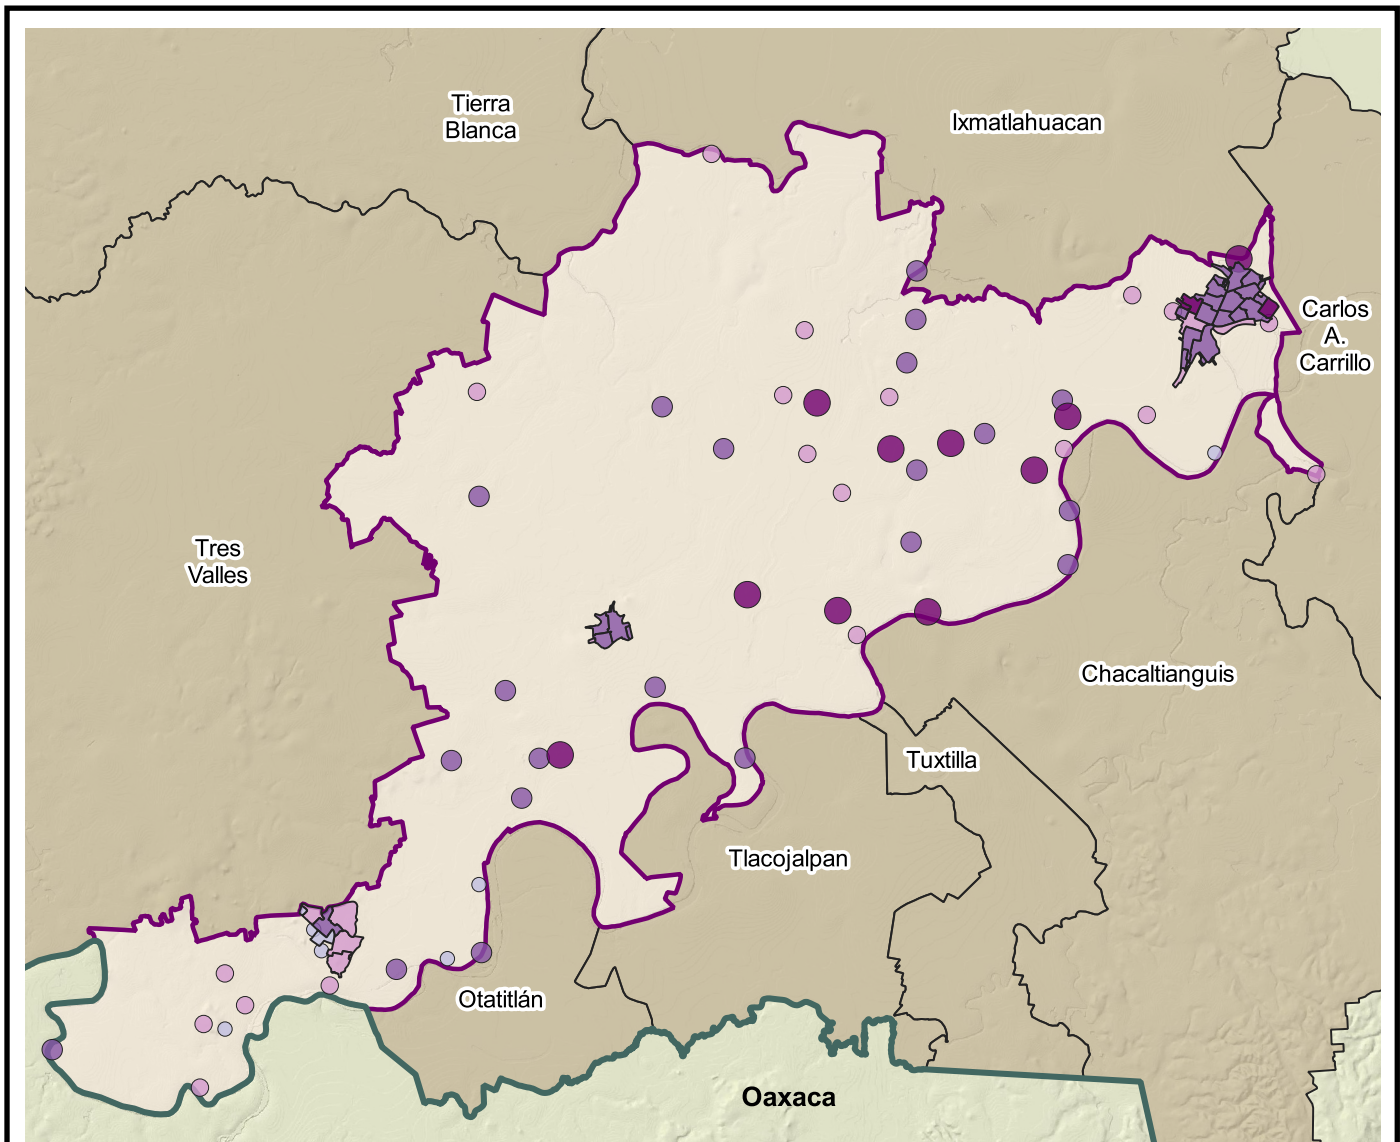 Tierra
Blanca
Ixmatlahuacan
Carlos
A.
Carrillo
Tres
Valles
Chacaltianguis
Tuxtilla
Tlacojalpan
Otatitlán
Oaxaca